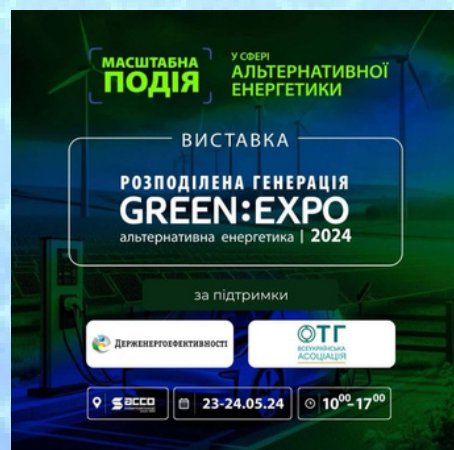 МАСШТАБНА
ПОДІЯ
У СФЕРІ
АЛЬТЕРНАТИВНОЇ
ЕНЕРГЕТИКИ
ВИСТАВКА
РОЗПОДІЛЕНА ГЕНЕРАЦІЯ
GREEN:EXPO
альтернативна енергетика | 2024
за підтримки
ДЕРЖЕНЕРГОЕФЕКТИВНОСТІ
ОТГ
ВСЕУКРАЇНСЬКА
АСОЦІАЦІЯ
ACCO
23-24.05.24
10⁰⁰-17⁰⁰